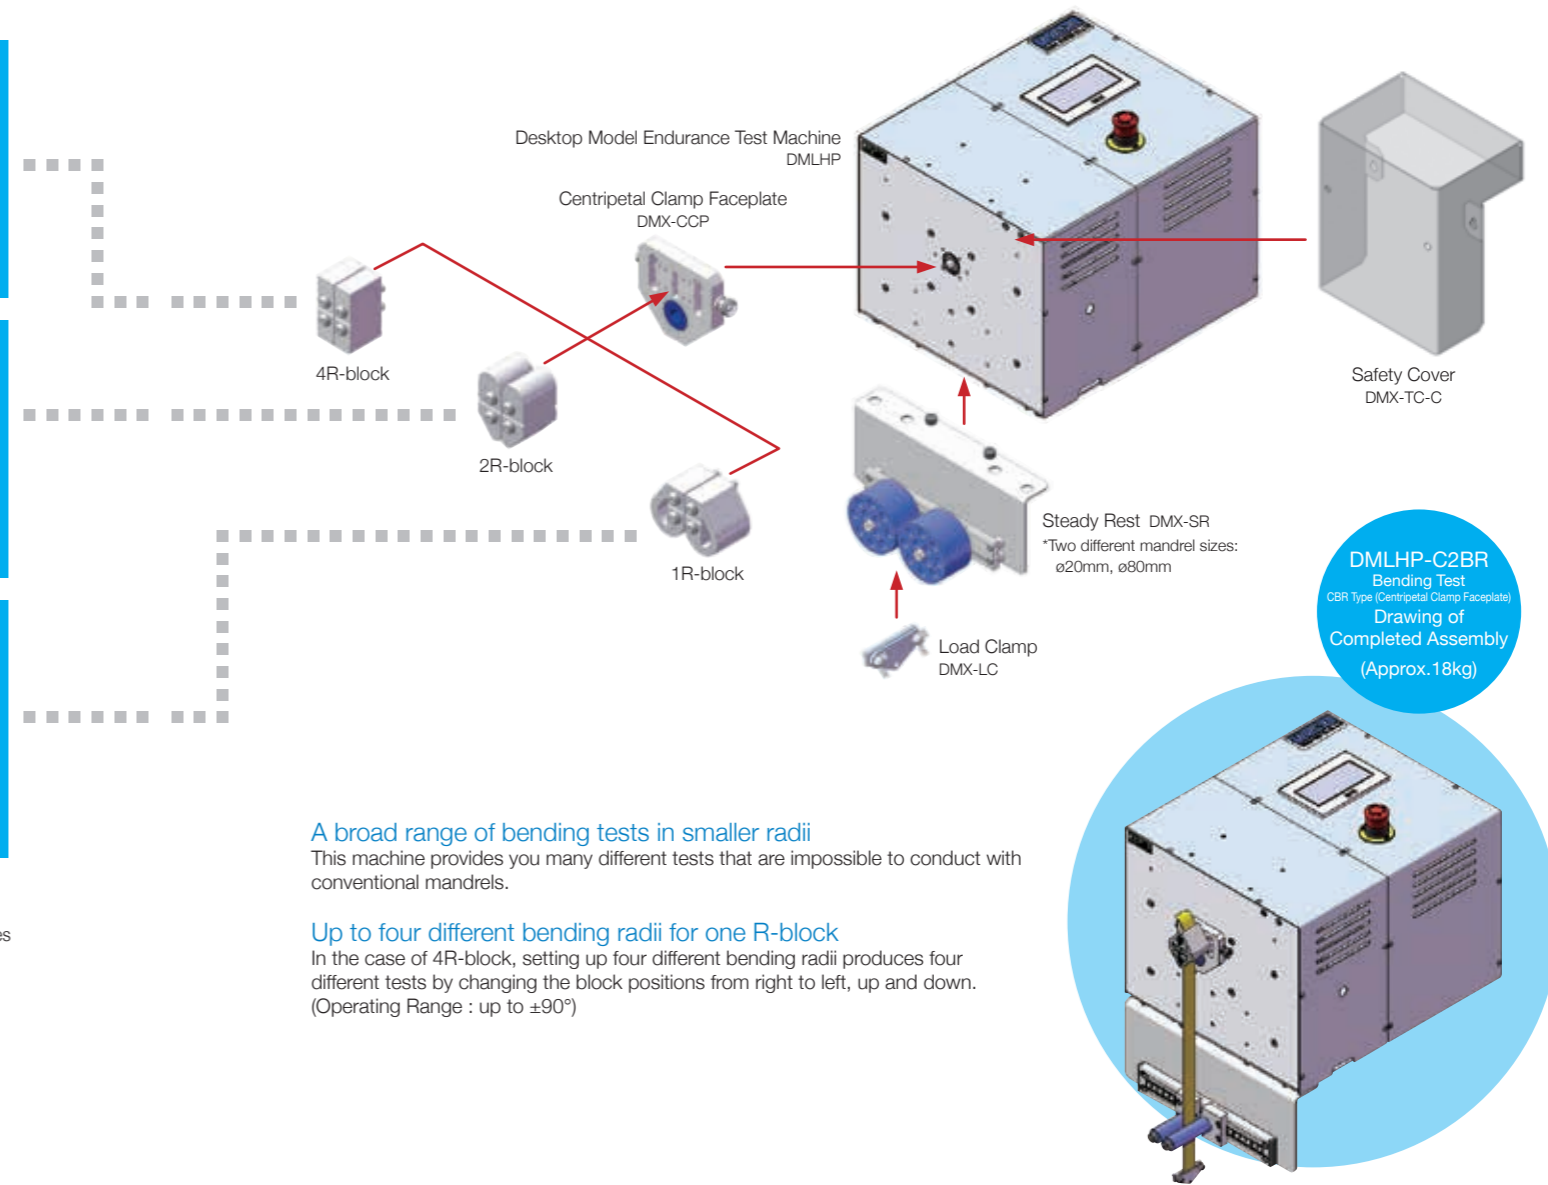 Desktop Model Endurance Test Machine
DMLHP
Centripetal Clamp Faceplate
DMX-CCP
4R-block
2R-block
1R-block
Safety Cover
DMX-TC-C
Steady Rest DMX-SR
*Two different mandrel sizes:
ø20mm, ø80mm
Load Clamp
DMX-LC
DMLHP-C2BR
Bending Test
CBR Type (Centripetal Clamp Faceplate)
Drawing of
Completed Assembly
(Approx.18kg)
A broad range of bending tests in smaller radii
This machine provides you many different tests that are impossible to conduct with
conventional mandrels.
Up to four different bending radii for one R-block
In the case of 4R-block, setting up four different bending radii produces four
different tests by changing the block positions from right to left, up and down.
(Operating Range : up to ±90°)
es